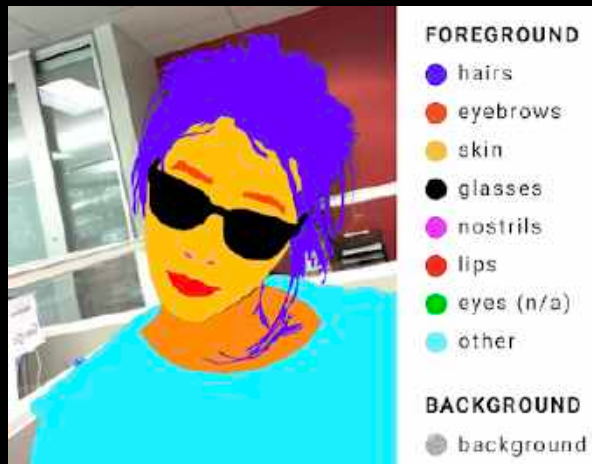 FOREGROUND
hairs
eyebrows
skin
glasses
nostrils
lips
eyes (n/a)
other
BACKGROUND
background